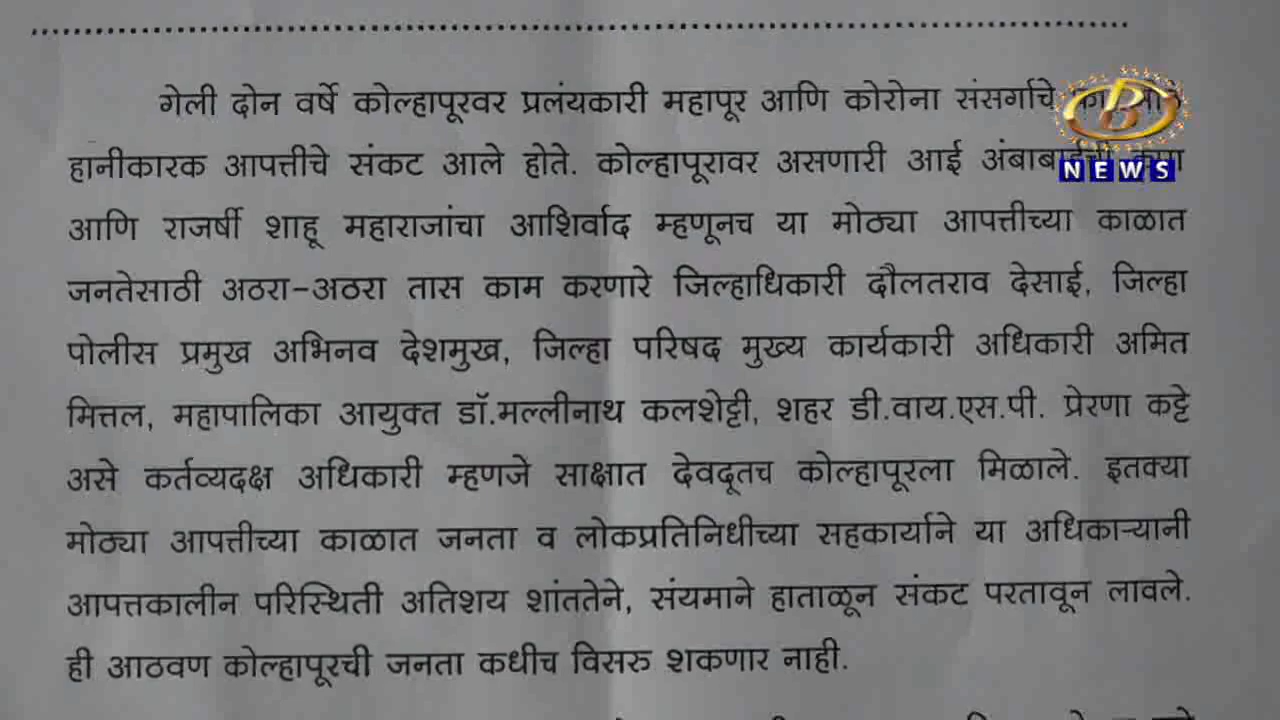 गेली दोन वर्षे कोल्हापूरवर प्रलंयकारी महापूर आणि कोरोना संसर्गाचे
हानीकारक आपत्तीचे संकट आले होते. कोल्हापूरावर असणारी आई
आणि राजर्षी शाहू महाराजांचा आशिर्वाद म्हणूनच या मोठ्या आपत्तीच्या काळात
जनतेसाठी अठरा-अठरा तास काम करणारे जिल्हाधिकारी दौलतराव देसाई, जिल्हा
पोलीस प्रमुख अभिनव देशमुख, जिल्हा परिषद मुख्य कार्यकारी अधिकारी अमित
मित्तल, महापालिका आयुक्त डॉ.मल्लीनाथ कलशेट्टी, शहर डी.वाय.एस.पी. प्रेरणा कट्टे
असे कर्तव्यदक्ष अधिकारी म्हणजे साक्षात देवदूतच कोल्हापूरला मिळाले. इतक्या
मोठ्या आपत्तीच्या काळात जनता व लोकप्रतिनिधीच्या सहकार्याने या अधिकाऱ्यानी
आपत्तकालीन परिस्थिती अतिशय शांततेने, संयमाने हाताळून संकट परतावून लावले.
ही आठवण कोल्हापूरची जनता कधीच विसरु शकणार नाही.
B
NEWS